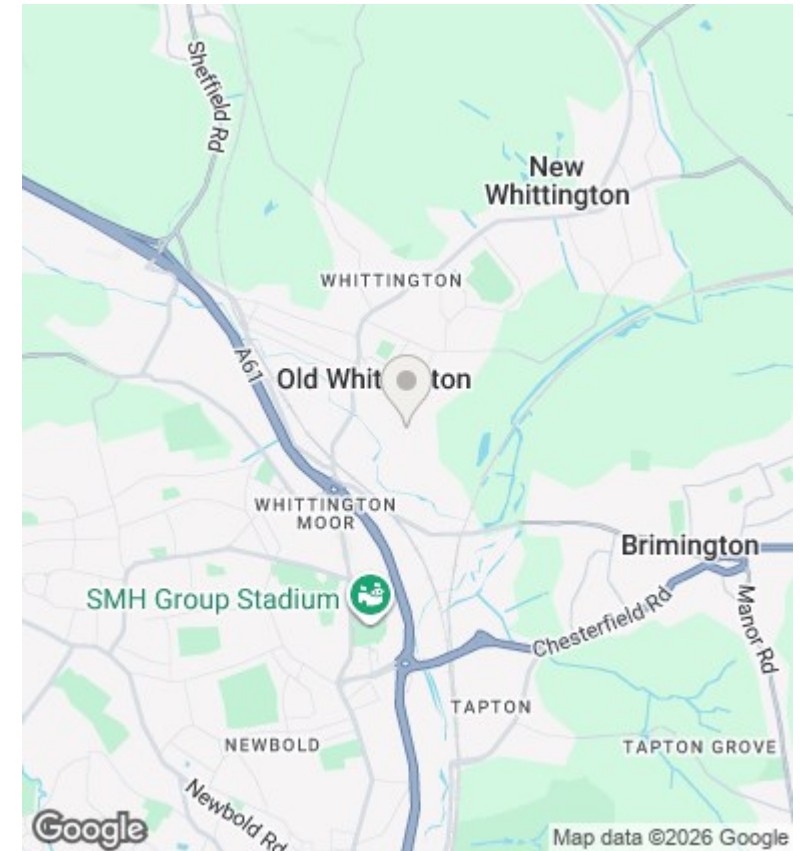 Sheffield Rd
New
Whittington
WHITTINGTON
A61
Old Whit ton
WHITTINGTON
MOOR
Brimington
SMH Group Stadium
Chesterfield Rd
Manor Rd
TAPTON
NEWBOLD
TAPTON GROVE
Newbold Rd
Google
Map data ©2026 Google